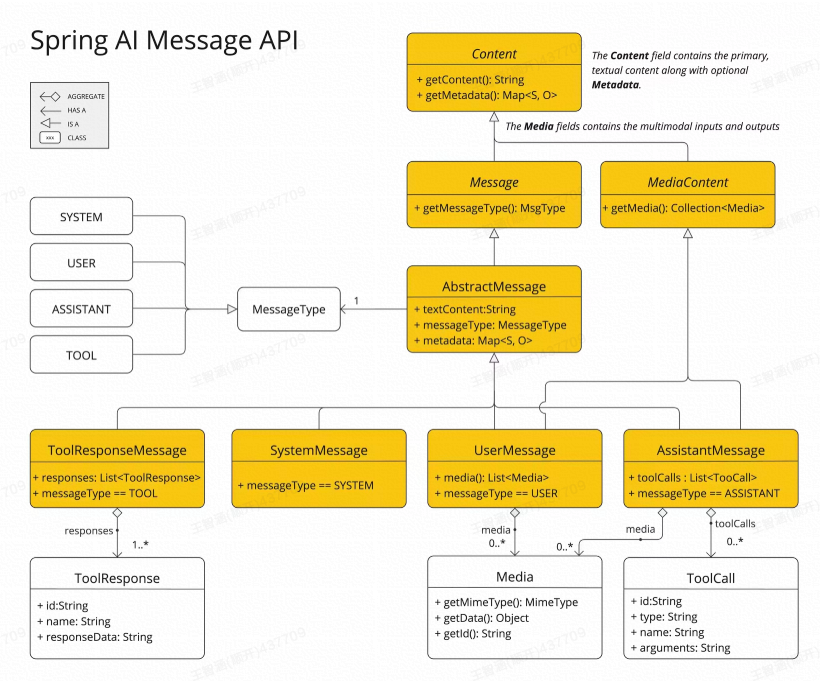 Spring AI Message API
AGGREGATE
HAS A
IS A
xxx CLASS
Content
+ getContent(): String
+ getMetadata(): Map<S, O>
The Content field contains the primary,
textual content along with optional
Metadata.
The Media fields contains the multimodal inputs and outputs
Message
+ getMessageType(): MsgType
MediaContent
+ getMedia(): Collection<Media>
SYSTEM
USER
ASSISTANT
TOOL
MessageType
1
AbstractMessage
+ textContent:String
+ messageType: MessageType
+ metadata: Map<S, O>
ToolResponseMessage
+ responses: List<ToolResponse>
+ messageType == TOOL
SystemMessage
+ messageType == SYSTEM
UserMessage
+ media(): List<Media>
+ messageType == USER
AssistantMessage
+ toolCalls : List<TooCall>
+ messageType == ASSISTANT
responses
1..*
media
0..*
media
0..*
toolCalls
0..*
ToolResponse
+ id:String
+ name: String
+ responseData: String
Media
+ getMimeType(): MimeType
+ getData(): Object
+ getId(): String
ToolCall
+ id:String
+ type: String
+ name: String
+ arguments: String